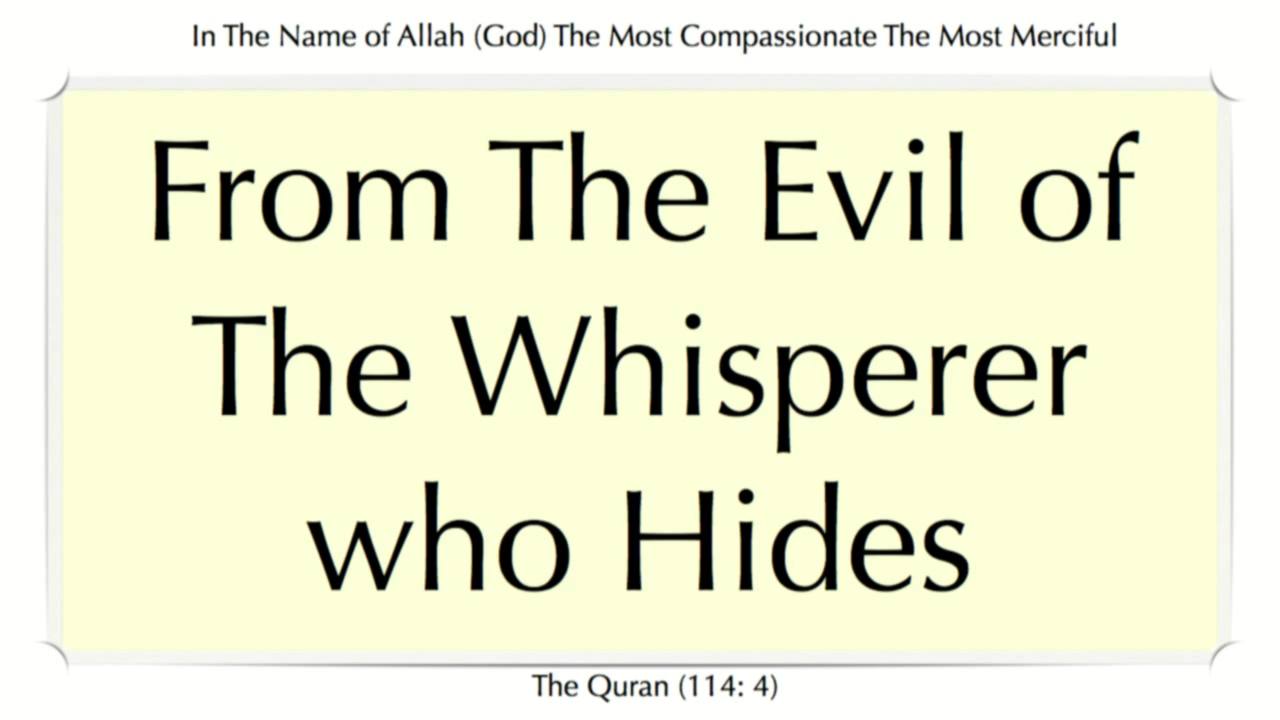 In The Name of Allah (God) The Most Compassionate The Most Merciful
From The Evil of
The Whisperer
who Hides
The Quran (114: 4)